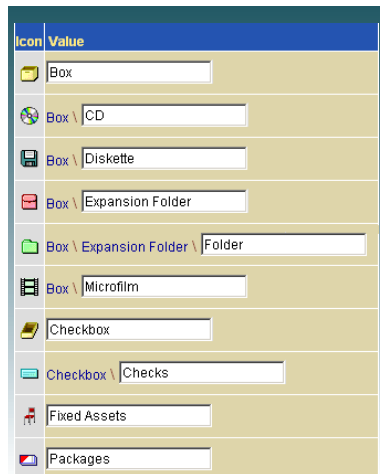 Icon Value
Box
Box \ CD
Box \ Diskette
Box \ Expansion Folder
Box \ Expansion Folder \ Folder
Box \ Microfilm
Checkbox
Checkbox \ Checks
Fixed Assets
Packages